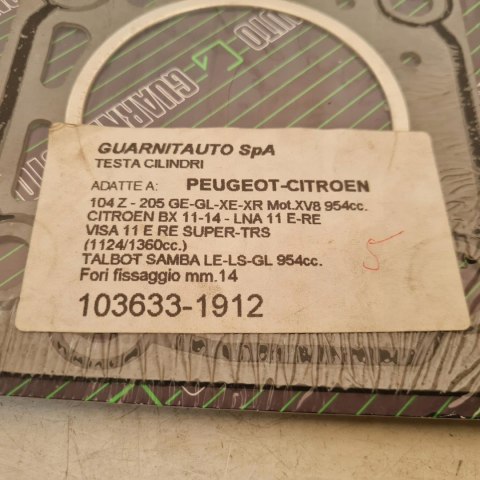 GUARNITAUTO
GUARNITAUTO SpA
TESTA CILINDRI
ADATTE A: PEUGEOT-CITROEN
104 Z - 205 GE-GL-XE-XR Mot.XV8 954cc.
CITROEN BX 11-14 - LNA 11 E-RE
VISA 11 E RE SUPER-TRS
(1124/1360cc.)
TALBOT SAMBA LE-LS-GL 954cc.
Fori fissaggio mm.14
103633-1912
5